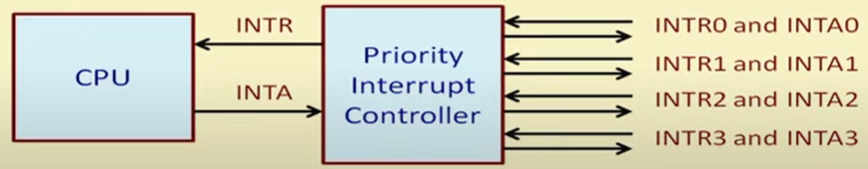 CPU
INTR
INTA
Priority
Interrupt
Controller
INTR0 and INTA0
INTR1 and INTA1
INTR2 and INTA2
INTR3 and INTA3